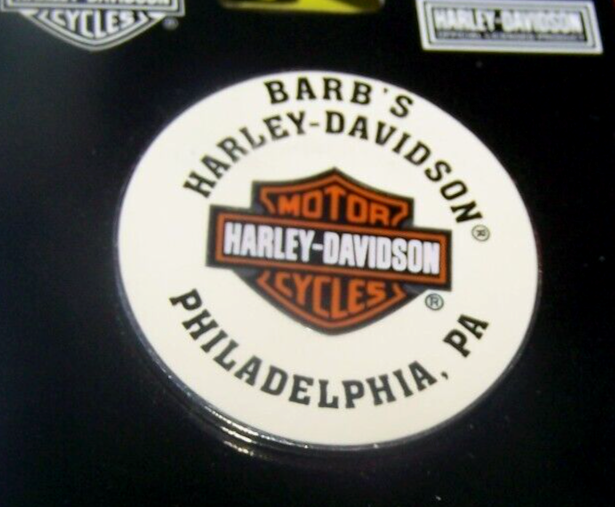 CYCLES
®
HARLEY-DAVIDSON
BARB'S
HARLEY-DAVIDSON®
MOTOR
HARLEY-DAVIDSON
CYCLES
®
PHILADELPHIA, PA